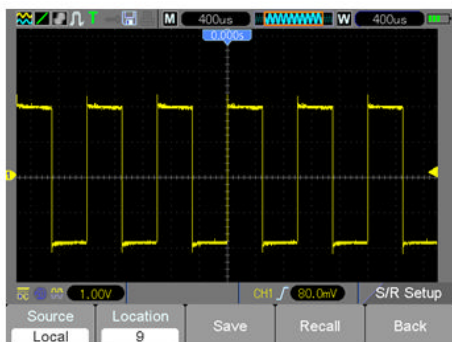 T M 400us W 400us
0.000s
1
1.00V CH1 80.0mV S/R Setup
Source Location Save Recall Back
Local 9